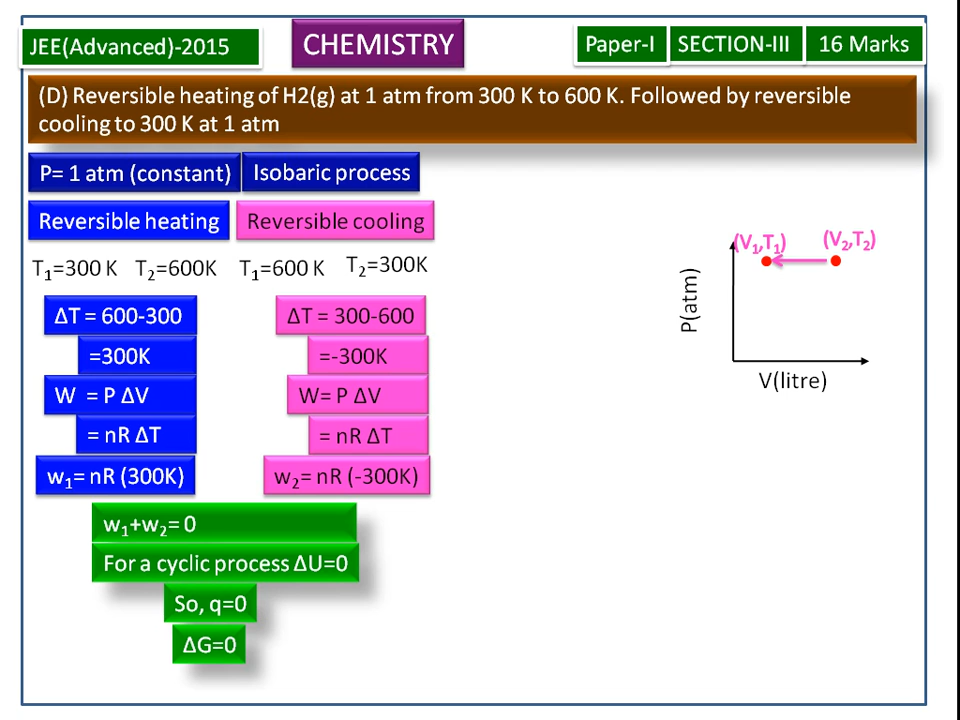 JEE(Advanced)-2015
CHEMISTRY
Paper-I
SECTION-III
16 Marks
(D) Reversible heating of H2(g) at 1 atm from 300 K to 600 K. Followed by reversible
cooling to 300 K at 1 atm
P= 1 atm (constant)
Isobaric process
Reversible heating
Reversible cooling
T₁=300 K T₂=600K T₁=600 K T₂=300K
ΔT = 600-300
=300K
W = P ΔV
= nR ΔT
w₁= nR (300K)
ΔT = 300-600
=-300K
W= P ΔV
= nR ΔT
w₂= nR (-300K)
w₁+w₂= 0
For a cyclic process ΔU=0
So, q=0
ΔG=0
(V₁,T₁)
(V₂,T₂)
P(atm)
V(litre)